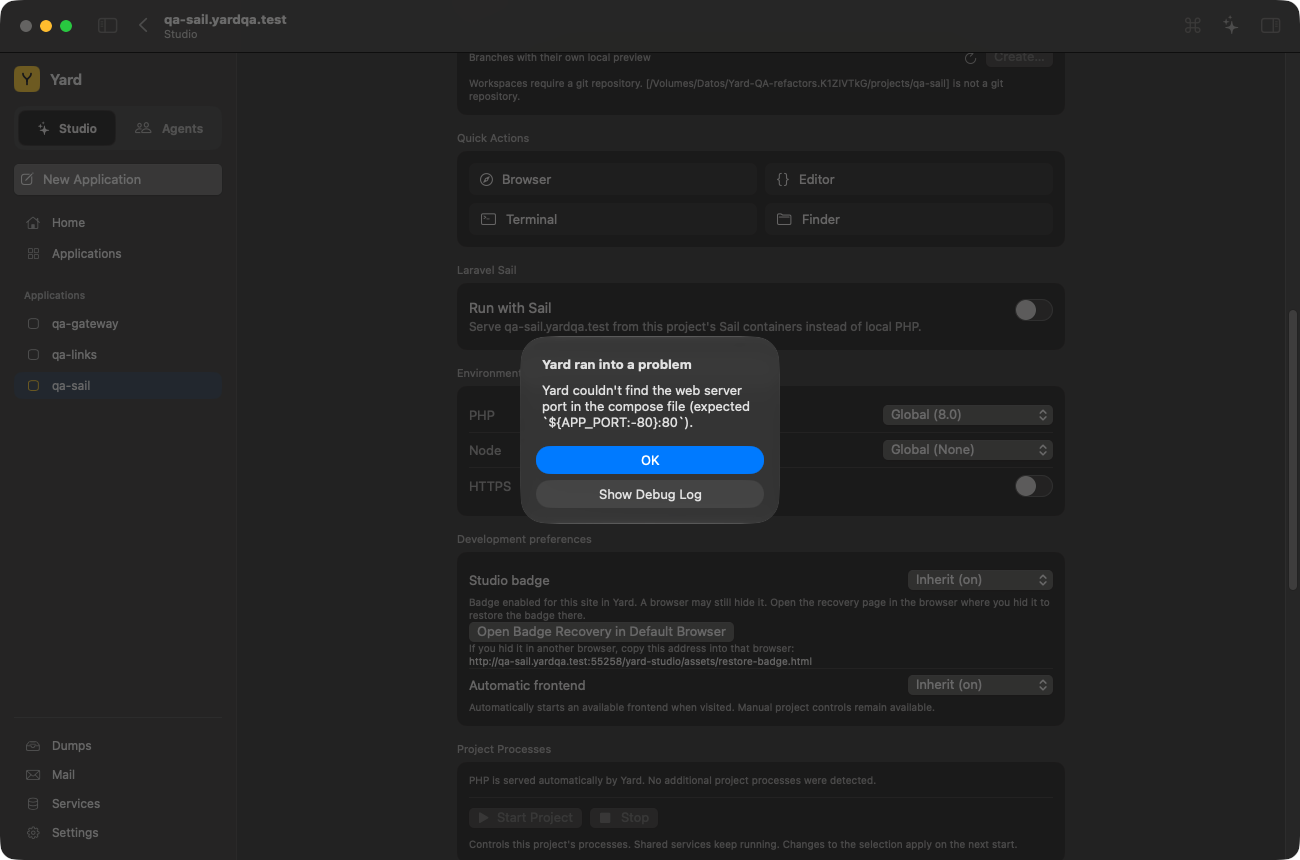 qa-sail.yardqa.test
Studio
Y Yard
Studio
Agents
New Application
Home
Applications
Applications
qa-gateway
qa-links
qa-sail
Dumps
Mail
Services
Settings
Branches with their own local preview
Create...
Workspaces require a git repository. [/Volumes/Datos/Yard-QA-refactors.K1ZIVTkG/projects/qa-sail] is not a git
repository.
Quick Actions
Browser
Editor
Terminal
Finder
Laravel Sail
Run with Sail
Serve qa-sail.yardqa.test from this project's Sail containers instead of local PHP.
Environment
PHP
Global (8.0)
Node
Global (None)
HTTPS
Yard ran into a problem
Yard couldn't find the web server
port in the compose file (expected
`${APP_PORT:-80}:80`).
OK
Show Debug Log
Development preferences
Studio badge
Inherit (on)
Badge enabled for this site in Yard. A browser may still hide it. Open the recovery page in the browser where you hid it to
restore the badge there.
Open Badge Recovery in Default Browser
If you hid it in another browser, copy this address into that browser:
http://qa-sail.yardqa.test:55258/yard-studio/assets/restore-badge.html
Automatic frontend
Inherit (on)
Automatically starts an available frontend when visited. Manual project controls remain available.
Project Processes
PHP is served automatically by Yard. No additional project processes were detected.
Start Project
Stop
Controls this project's processes. Shared services keep running. Changes to the selection apply on the next start.